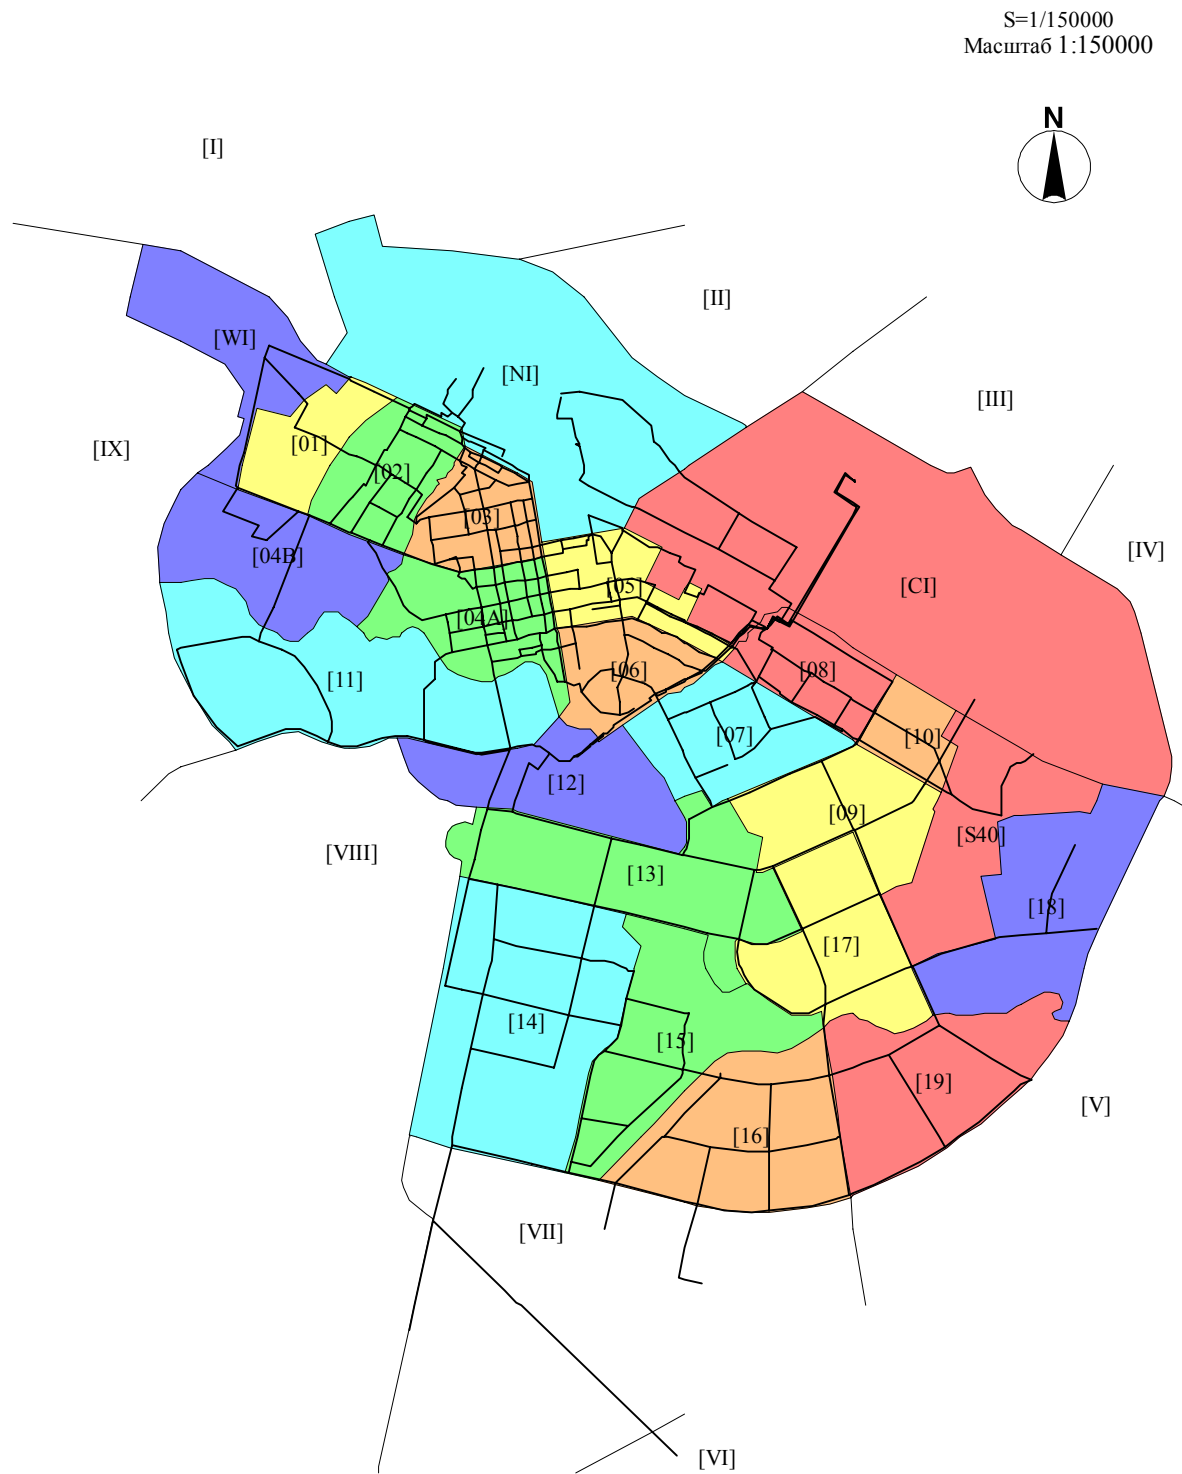 S=1/150000
Масштаб 1:150000
N
[I]
[II]
[WI]
[NI]
[III]
[IX]
[01]
[02]
[03]
[04B]
[IV]
[05]
[CI]
[04A]
[06]
[08]
[11]
[07]
[10]
[12]
[09]
[S40]
[VIII]
[13]
[18]
[17]
[14]
[15]
[19]
[V]
[16]
[VII]
[VI]